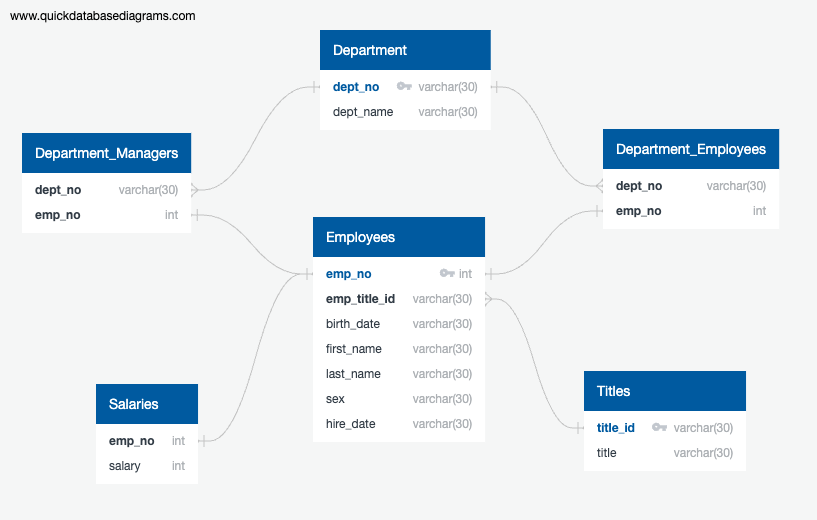 www.quickdatabasediagrams.com
Department
dept_no varchar(30)
dept_name varchar(30)
Department_Managers
dept_no varchar(30)
emp_no int
Department_Employees
dept_no varchar(30)
emp_no int
Employees
emp_no int
emp_title_id varchar(30)
birth_date varchar(30)
first_name varchar(30)
last_name varchar(30)
sex varchar(30)
hire_date varchar(30)
Salaries
emp_no int
salary int
Titles
title_id varchar(30)
title varchar(30)